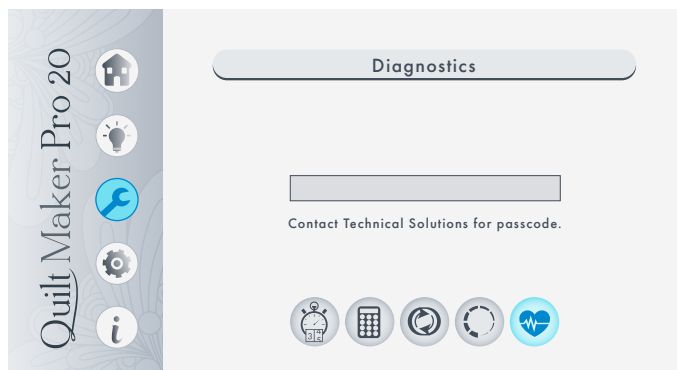 Quilt Maker Pro 20
Diagnostics
Contact Technical Solutions for passcode.
i